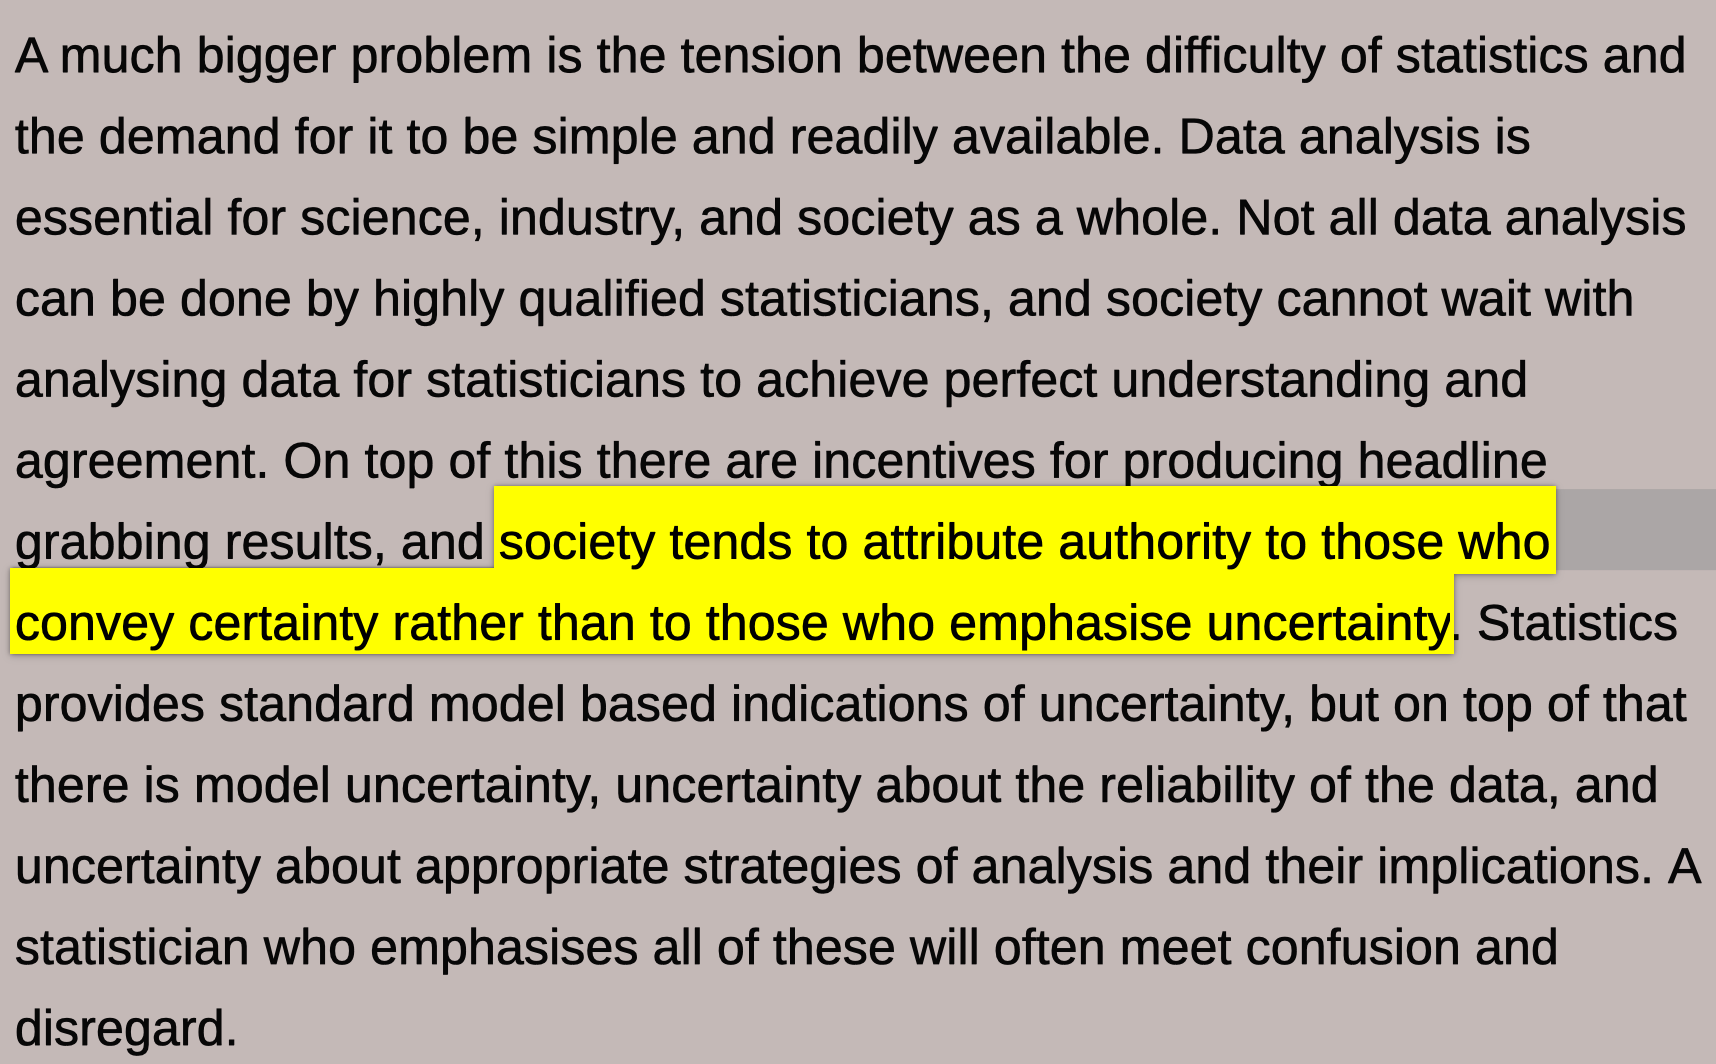 A much bigger problem is the tension between the difficulty of statistics and
the demand for it to be simple and readily available. Data analysis is
essential for science, industry, and society as a whole. Not all data analysis
can be done by highly qualified statisticians, and society cannot wait with
analysing data for statisticians to achieve perfect understanding and
agreement. On top of this there are incentives for producing headline
grabbing results, and society tends to attribute authority to those who
convey certainty rather than to those who emphasise uncertainty. Statistics
provides standard model based indications of uncertainty, but on top of that
there is model uncertainty, uncertainty about the reliability of the data, and
uncertainty about appropriate strategies of analysis and their implications. A
statistician who emphasises all of these will often meet confusion and
disregard.